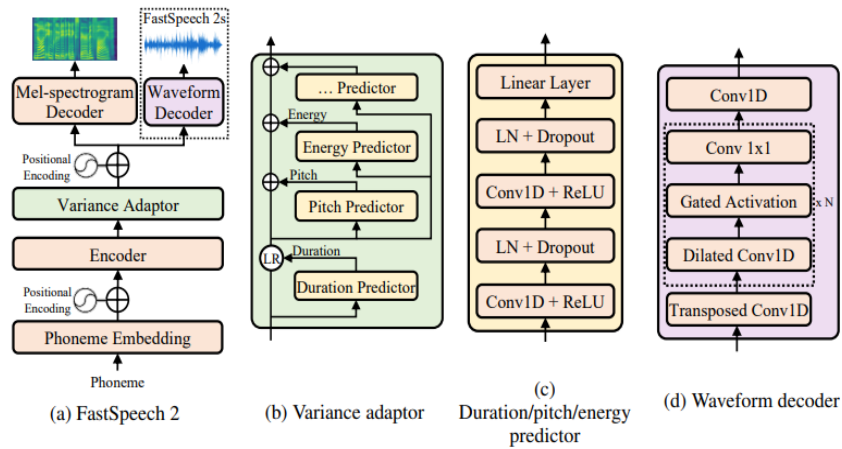 FastSpeech 2s
Mel-spectrogram
Decoder
Waveform
Decoder
Positional
Encoding
Variance Adaptor
Encoder
Positional
Encoding
Phoneme Embedding
Phoneme
(a) FastSpeech 2
... Predictor
Energy
Energy Predictor
Pitch
Pitch Predictor
LR
Duration
Duration Predictor
(b) Variance adaptor
Linear Layer
LN + Dropout
Conv1D + ReLU
LN + Dropout
Conv1D + ReLU
(c)
Duration/pitch/energy
predictor
Conv1D
Conv 1x1
Gated Activation
x N
Dilated Conv1D
Transposed Conv1D
(d) Waveform decoder